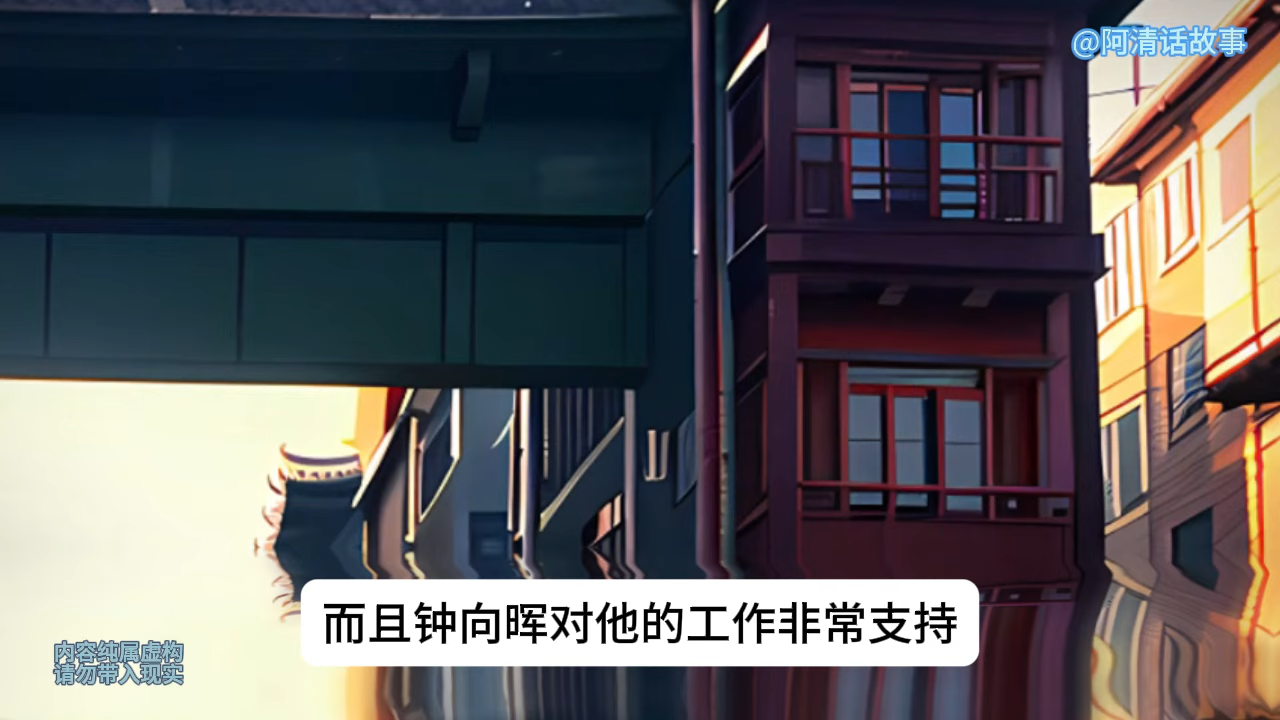 @阿清话故事
而且钟向晖对他的工作非常支持
内容纯属虚构
请勿带入现实